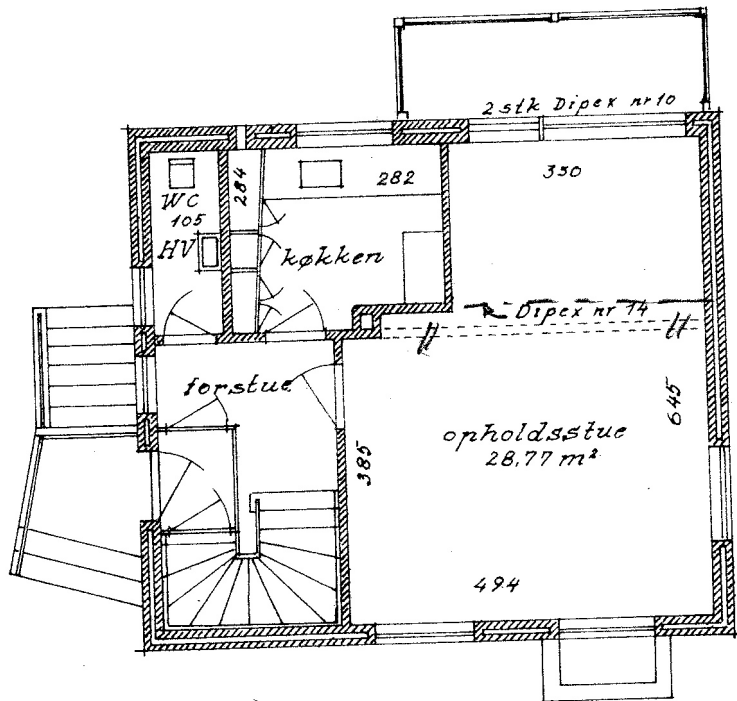 2 stk Dipex nr 10
WC
105
HV
284
282
køkken
330
Dipex nr 14
forstue
385
opholdsstue
28,77 m²
645
494